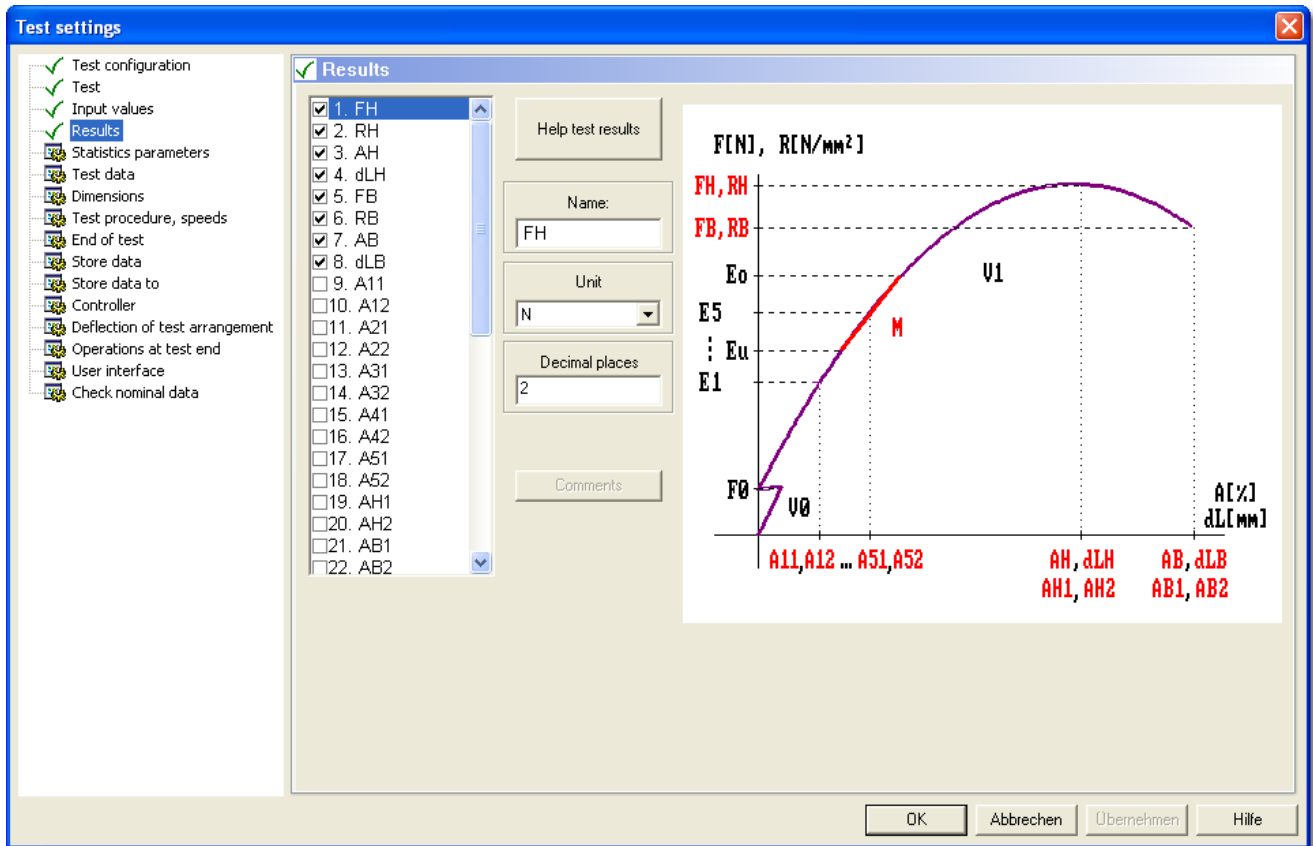 Test settings
Test configuration
Test
Input values
Results
Statistics parameters
Test data
Dimensions
Test procedure, speeds
End of test
Store data
Store data to
Controller
Deflection of test arrangement
Operations at test end
User interface
Check nominal data
Results
1. FH
2. RH
3. AH
4. dLH
5. FB
6. RB
7. AB
8. dLB
9. A11
10. A12
11. A21
12. A22
13. A31
14. A32
15. A41
16. A42
17. A51
18. A52
19. AH1
20. AH2
21. AB1
22. AB2
Help test results
Name:
FH
Unit
N
Decimal places
2
Comments
F[N], R[N/mm²]
FH, RH
FB, RB
Eo
V1
E5
M
Eu
E1
F0
V0
A[%]
dL[mm]
A11,A12 ... A51,A52
AH, dLH
AB, dLB
AH1, AH2
AB1, AB2
OK
Abbrechen
Übernehmen
Hilfe